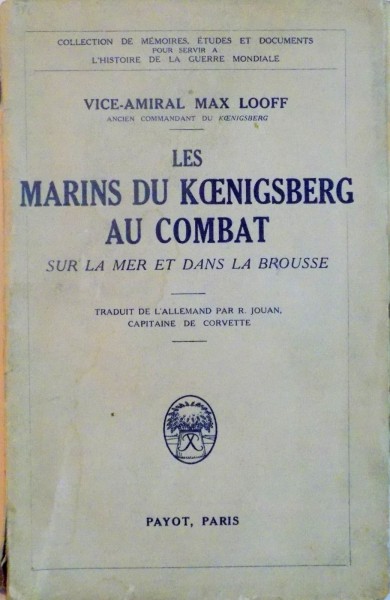 COLLECTION DE MÉMOIRES, ÉTUDES ET DOCUMENTS
POUR SERVIR A
L'HISTOIRE DE LA GUERRE MONDIALE
VICE-AMIRAL MAX LOOFF
ANCIEN COMMANDANT DU KŒNIGSBERG
LES
MARINS DU KŒNIGSBERG
AU COMBAT
SUR LA MER ET DANS LA BROUSSE
TRADUIT DE L'ALLEMAND PAR R. JOUAN,
CAPITAINE DE CORVETTE
PAYOT, PARIS